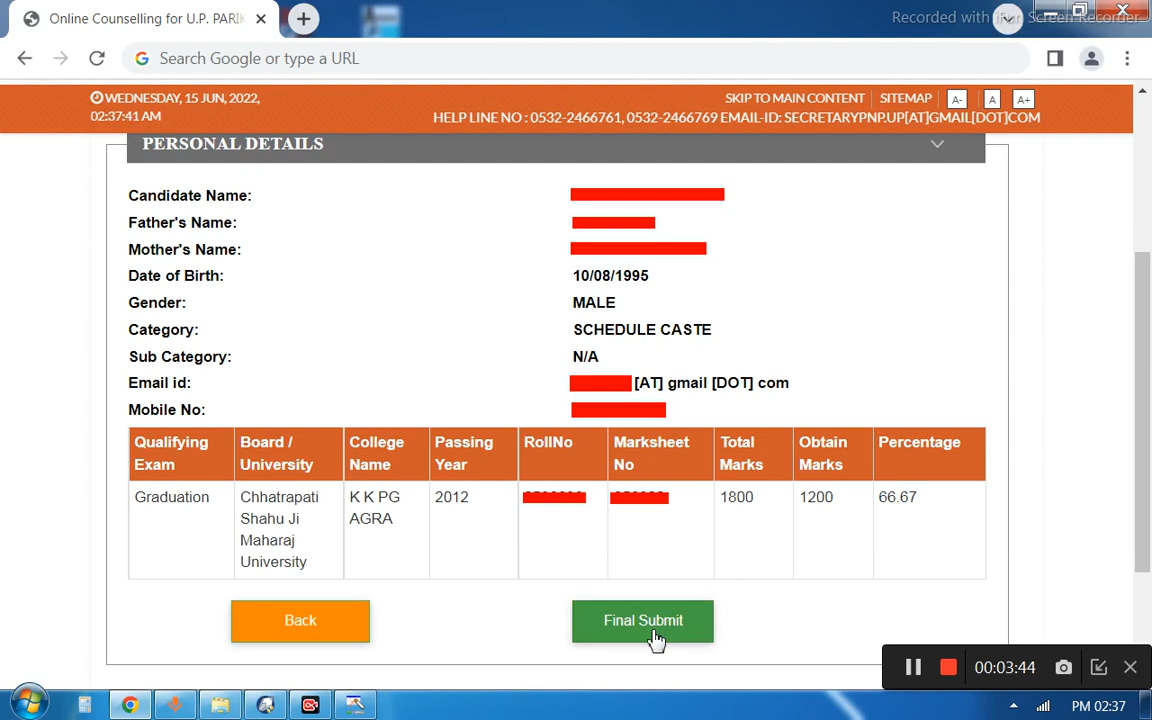 Online Counselling for U.P. PARIK
Recorded with iFun Screen Recorder
Search Google or type a URL
WEDNESDAY, 15 JUN, 2022,
02:37:41 AM
SKIP TO MAIN CONTENT SITEMAP A- A A+
HELP LINE NO : 0532-2466761, 0532-2466769 EMAIL-ID: SECRETARYPNP.UP[AT]GMAIL[DOT]COM
PERSONAL DETAILS
Candidate Name:
Father's Name:
Mother's Name:
Date of Birth: 10/08/1995
Gender: MALE
Category: SCHEDULE CASTE
Sub Category: N/A
Email id: [AT] gmail [DOT] com
Mobile No:
Qualifying Board / College Passing RollNo Marksheet Total Obtain Percentage
Exam University Name Year No Marks Marks
Graduation Chhatrapati K K PG 2012 1800 1200 66.67
Shahu Ji AGRA
Maharaj
University
Back Final Submit
00:03:44
PM 02:37